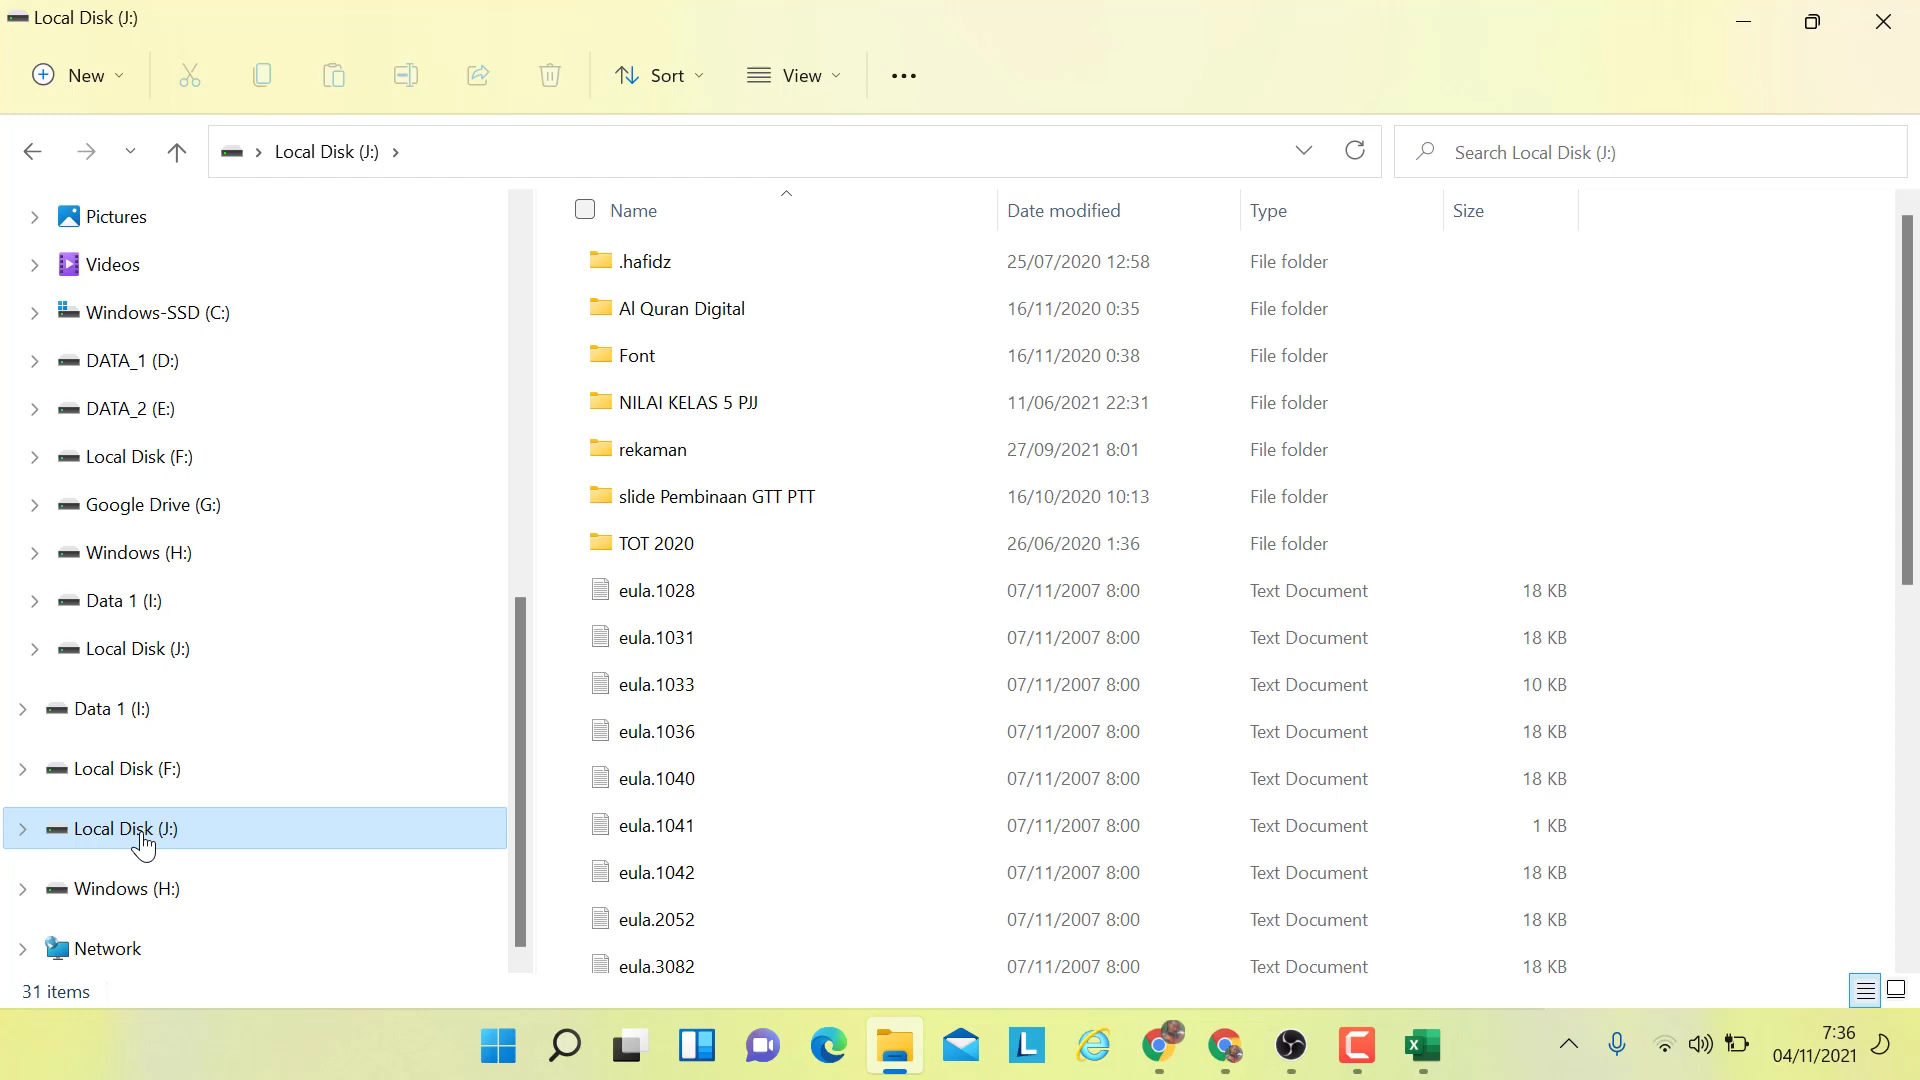 Local Disk (J:)
New
Sort
View
Local Disk (J:)
Search Local Disk (J:)
Pictures
Videos
Windows-SSD (C:)
DATA_1 (D:)
DATA_2 (E:)
Local Disk (F:)
Google Drive (G:)
Windows (H:)
Data 1 (I:)
Local Disk (J:)
Data 1 (I:)
Local Disk (F:)
Local Disk (J:)
Windows (H:)
Network
Name Date modified Type Size
.hafidz 25/07/2020 12:58 File folder
Al Quran Digital 16/11/2020 0:35 File folder
Font 16/11/2020 0:38 File folder
NILAI KELAS 5 PJJ 11/06/2021 22:31 File folder
rekaman 27/09/2021 8:01 File folder
slide Pembinaan GTT PTT 16/10/2020 10:13 File folder
TOT 2020 26/06/2020 1:36 File folder
eula.1028 07/11/2007 8:00 Text Document 18 KB
eula.1031 07/11/2007 8:00 Text Document 18 KB
eula.1033 07/11/2007 8:00 Text Document 10 KB
eula.1036 07/11/2007 8:00 Text Document 18 KB
eula.1040 07/11/2007 8:00 Text Document 18 KB
eula.1041 07/11/2007 8:00 Text Document 1 KB
eula.1042 07/11/2007 8:00 Text Document 18 KB
eula.2052 07/11/2007 8:00 Text Document 18 KB
eula.3082 07/11/2007 8:00 Text Document 18 KB
31 items
7:36
04/11/2021